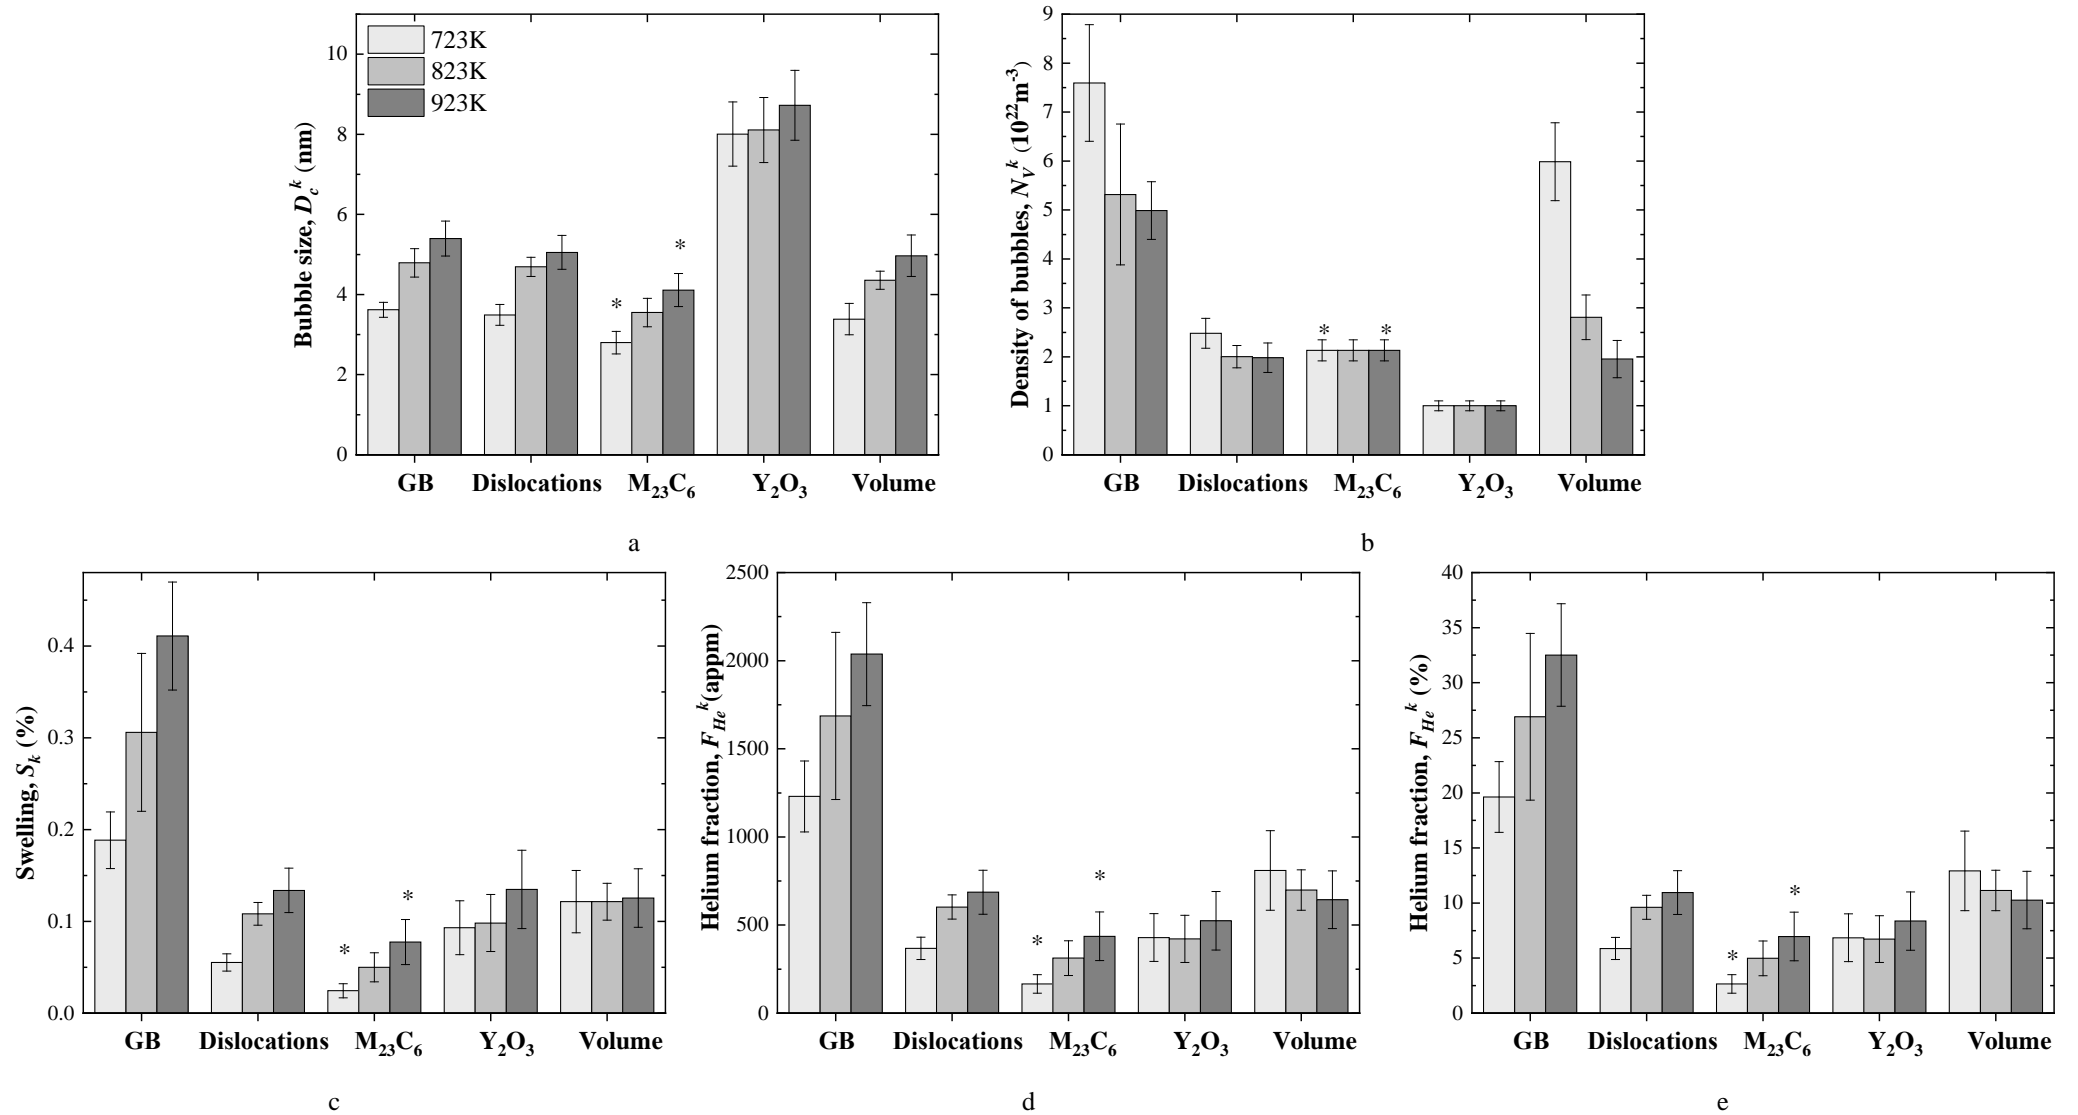 723K
823K
923K
Bubble size, D_c^k (nm)
10
8
6
4
2
0
*
*
GB Dislocations M₂₃C₆ Y₂O₃ Volume
a
Density of bubbles, N_V^k (10²²m⁻³)
9
8
7
6
5
4
3
2
1
0
* *
GB Dislocations M₂₃C₆ Y₂O₃ Volume
b
Swelling, S_k (%)
0.4
0.3
0.2
0.1
0.0
*
*
GB Dislocations M₂₃C₆ Y₂O₃ Volume
c
Helium fraction, F_He^k(appm)
2500
2000
1500
1000
500
0
*
*
GB Dislocations M₂₃C₆ Y₂O₃ Volume
d
Helium fraction, F_He^k (%)
40
35
30
25
20
15
10
5
0
*
*
GB Dislocations M₂₃C₆ Y₂O₃ Volume
e